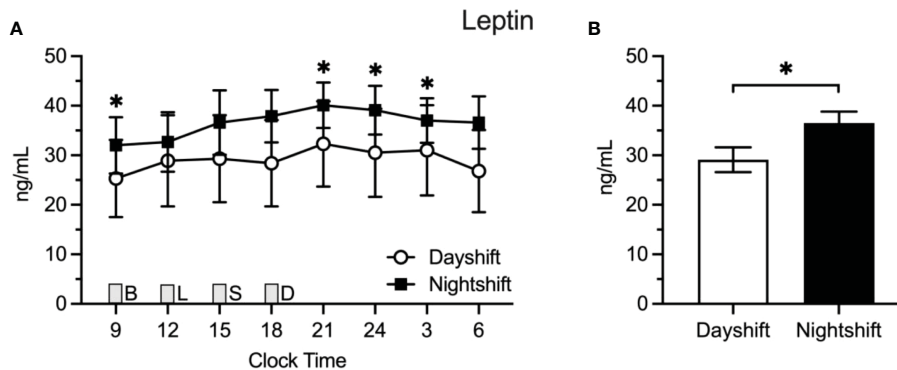 Leptin
A
B
ng/mL
50
40
30
20
10
0
* * * *
Dayshift
Nightshift
B L S D
9 12 15 18 21 24 3 6
Clock Time
ng/mL
50
40
30
20
10
0
*
Dayshift Nightshift